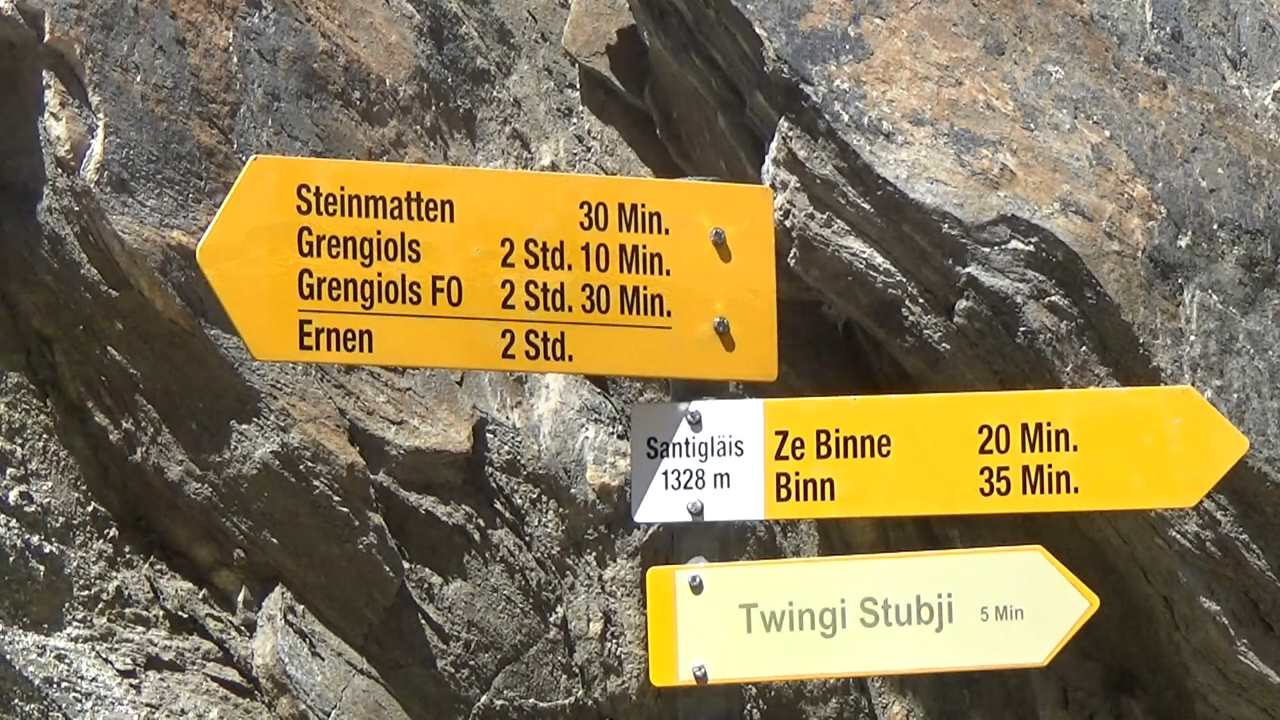 Steinmatten 30 Min.
Grengiols 2 Std. 10 Min.
Grengiols FO 2 Std. 30 Min.
Ernen 2 Std.
Santigläis
1328 m
Ze Binne 20 Min.
Binn 35 Min.
Twingi Stubji 5 Min